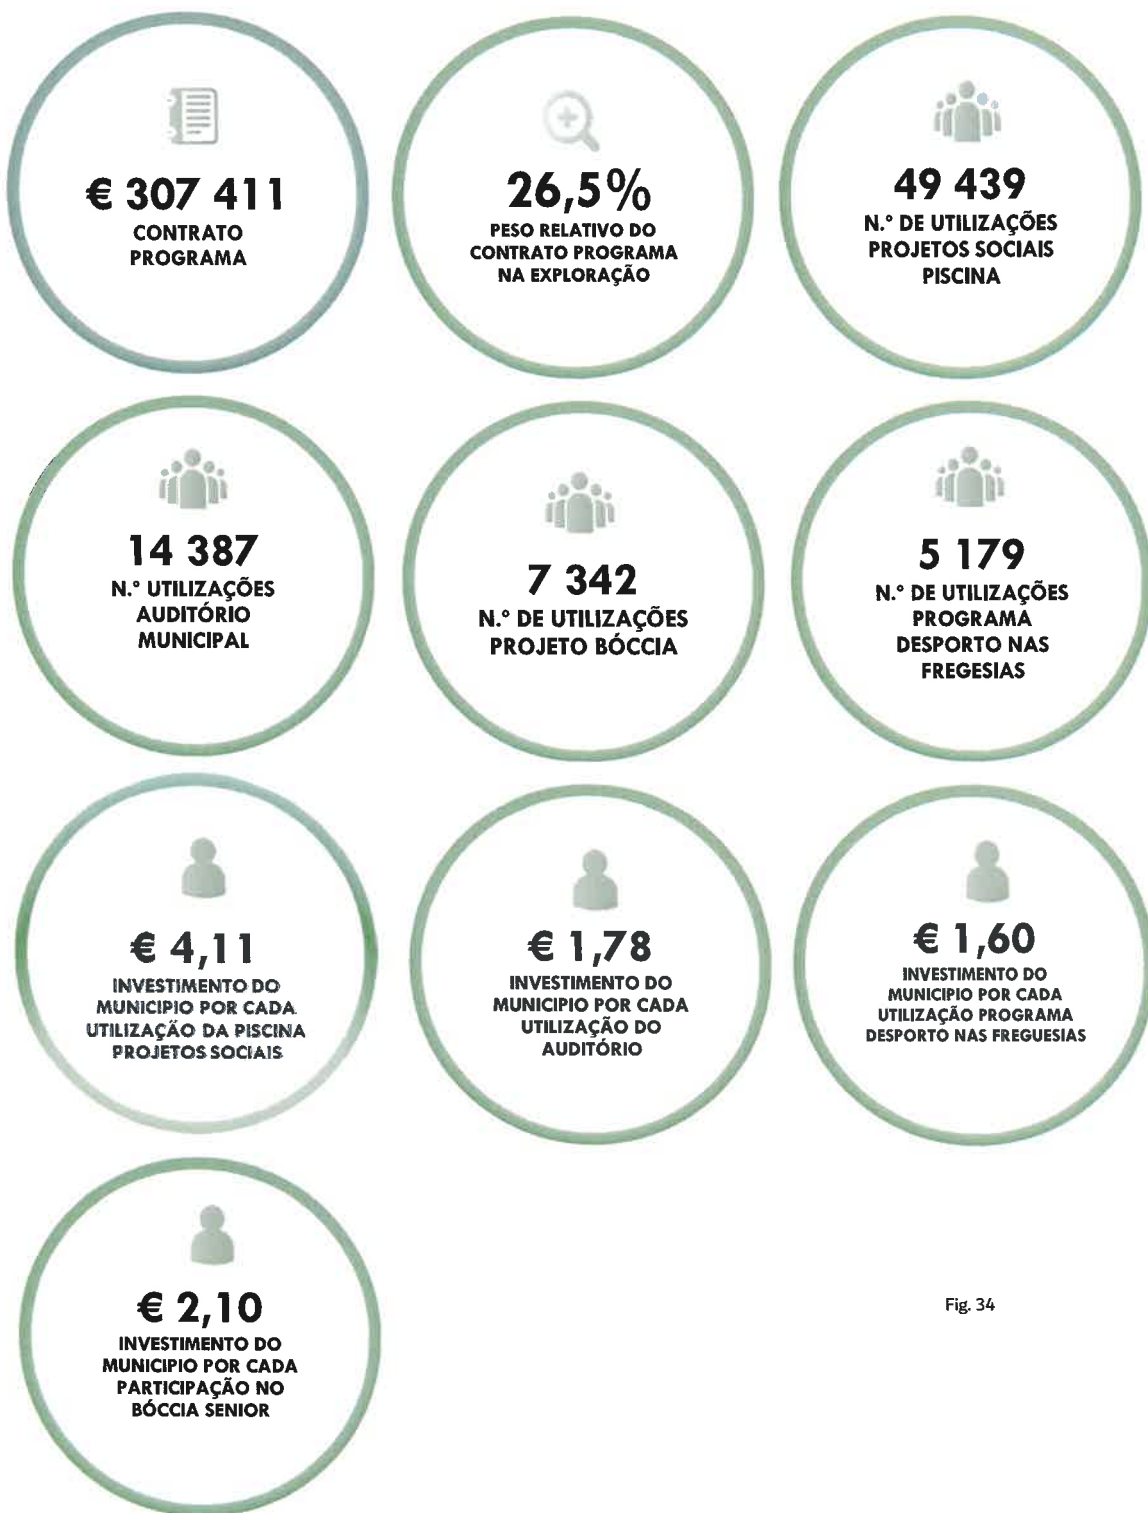 € 307 411
CONTRATO
PROGRAMA
26,5%
PESO RELATIVO DO
CONTRATO PROGRAMA
NA EXPLORAÇÃO
49 439
N.º DE UTILIZAÇÕES
PROJETOS SOCIAIS
PISCINA
14 387
N.º UTILIZAÇÕES
AUDITÓRIO
MUNICIPAL
7 342
N.º DE UTILIZAÇÕES
PROJETO BÓCCIA
5 179
N.º DE UTILIZAÇÕES
PROGRAMA
DESPORTO NAS
FREGESIAS
€ 4,11
INVESTIMENTO DO
MUNICIPIO POR CADA
UTILIZAÇÃO DA PISCINA
PROJETOS SOCIAIS
€ 1,78
INVESTIMENTO DO
MUNICIPIO POR CADA
UTILIZAÇÃO DO
AUDITÓRIO
€ 1,60
INVESTIMENTO DO
MUNICIPIO POR CADA
UTILIZAÇÃO PROGRAMA
DESPORTO NAS FREGUESIAS
€ 2,10
INVESTIMENTO DO
MUNICIPIO POR CADA
PARTICIPAÇÃO NO
BÓCCIA SENIOR
Fig. 34